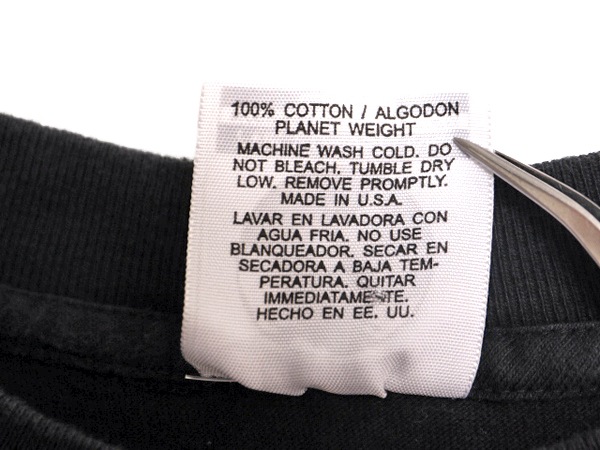 100% COTTON / ALGODON
PLANET WEIGHT
MACHINE WASH COLD. DO
NOT BLEACH. TUMBLE DRY
LOW. REMOVE PROMPTLY.
MADE IN U.S.A.
LAVAR EN LAVADORA CON
AGUA FRIA. NO USE
BLANQUEADOR. SECAR EN
SECADORA A BAJA TEM-
PERATURA. QUITAR
IMMEDIATAMENTE.
HECHO EN EE. UU.